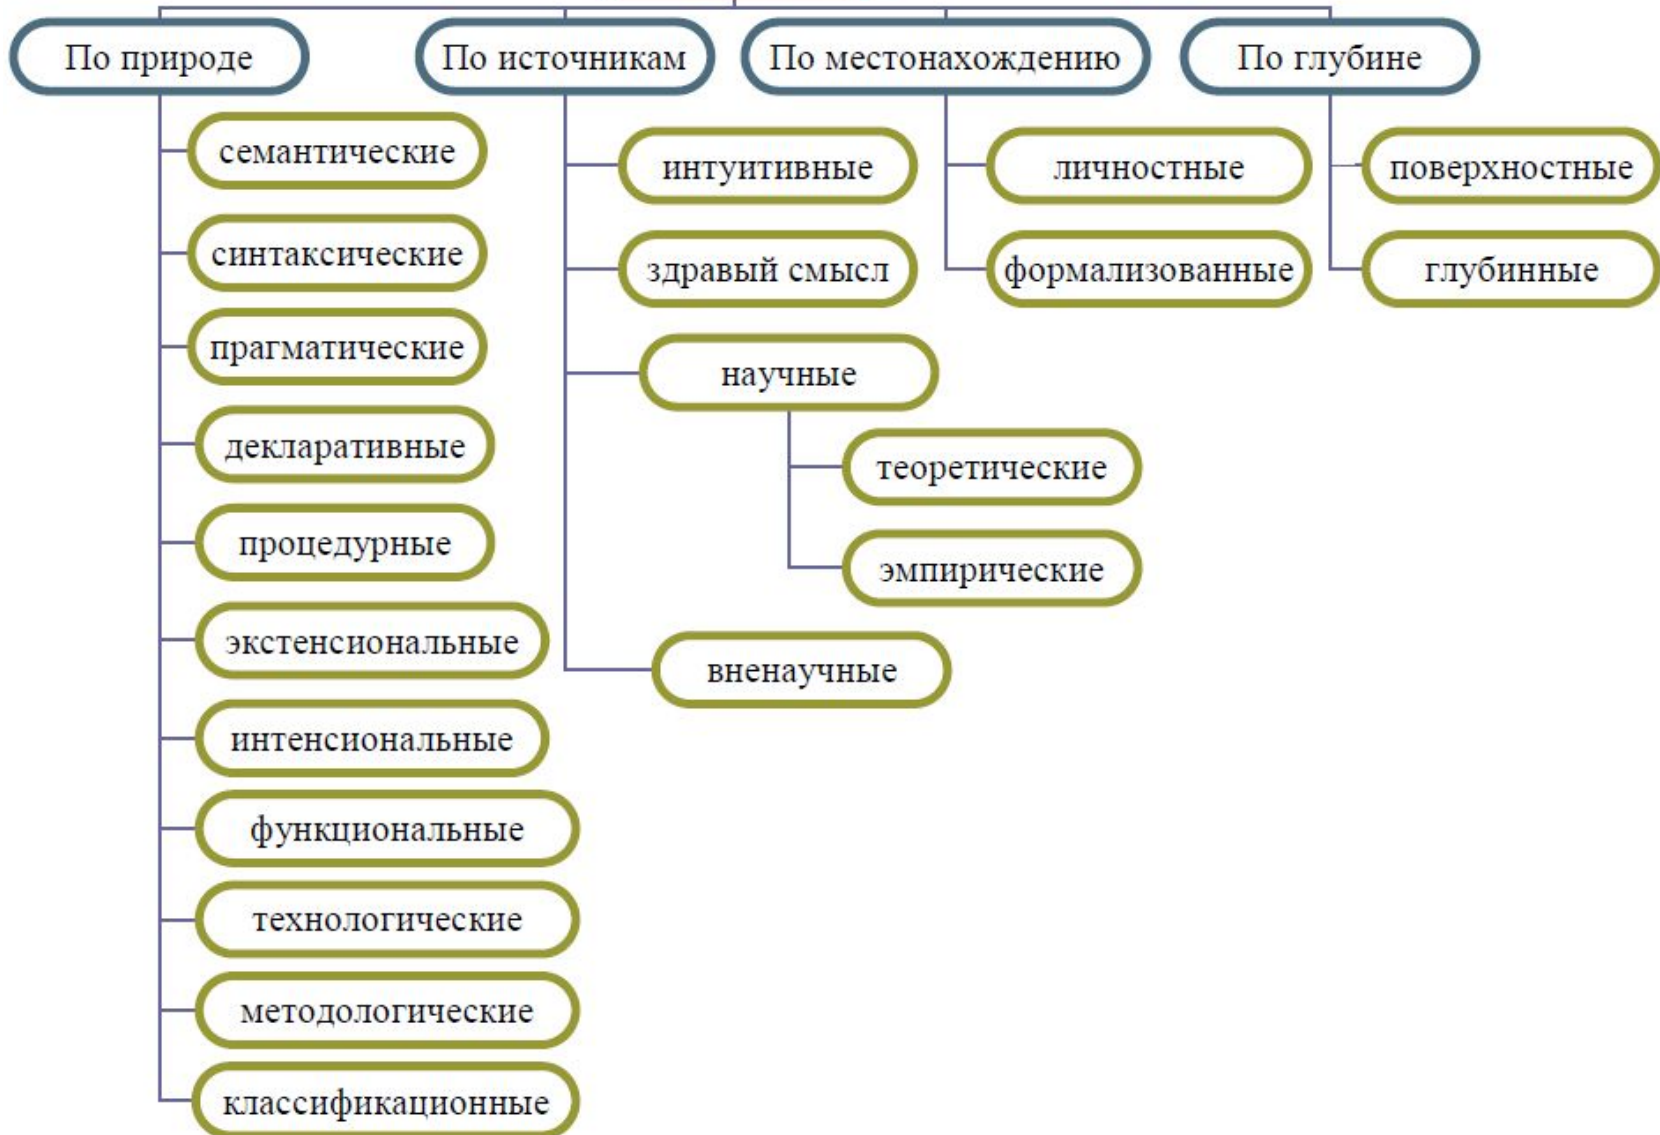 По природе
семантические
синтаксические
прагматические
декларативные
процедурные
экстенсиональные
интенсиональные
функциональные
технологические
методологические
классификационные
По источникам
интуитивные
здравый смысл
научные
теоретические
эмпирические
вненаучные
По местонахождению
личностные
формализованные
По глубине
поверхностные
глубинные